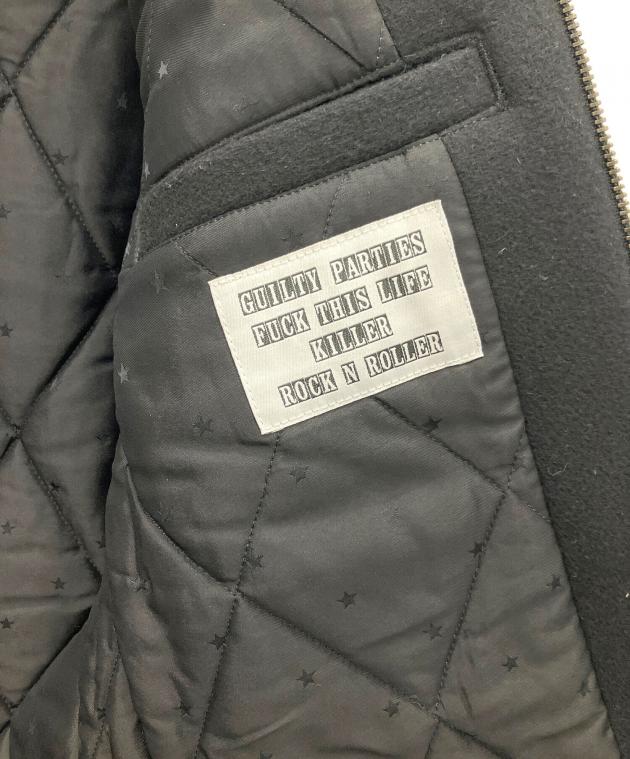 GUILTY PARTIES
FUCK THIS LIFE
KILLER
ROCK N ROLLER